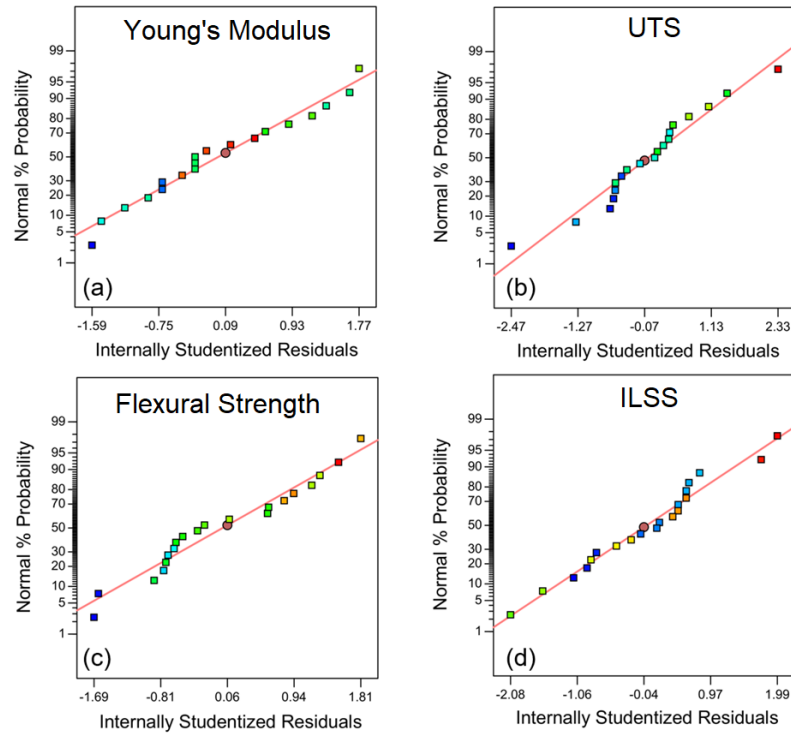 Young's Modulus
Normal % Probability
99
95
90
80
70
50
30
20
10
5
1
(a)
-1.59 -0.75 0.09 0.93 1.77
Internally Studentized Residuals
UTS
Normal % Probability
99
95
90
80
70
50
30
20
10
5
1
(b)
-2.47 -1.27 -0.07 1.13 2.33
Internally Studentized Residuals
Flexural Strength
Normal % Probability
99
95
90
80
70
50
30
20
10
5
1
(c)
-1.69 -0.81 0.06 0.94 1.81
Internally Studentized Residuals
ILSS
Normal % Probability
99
95
90
80
70
50
30
20
10
5
1
(d)
-2.08 -1.06 -0.04 0.97 1.99
Internally Studentized Residuals